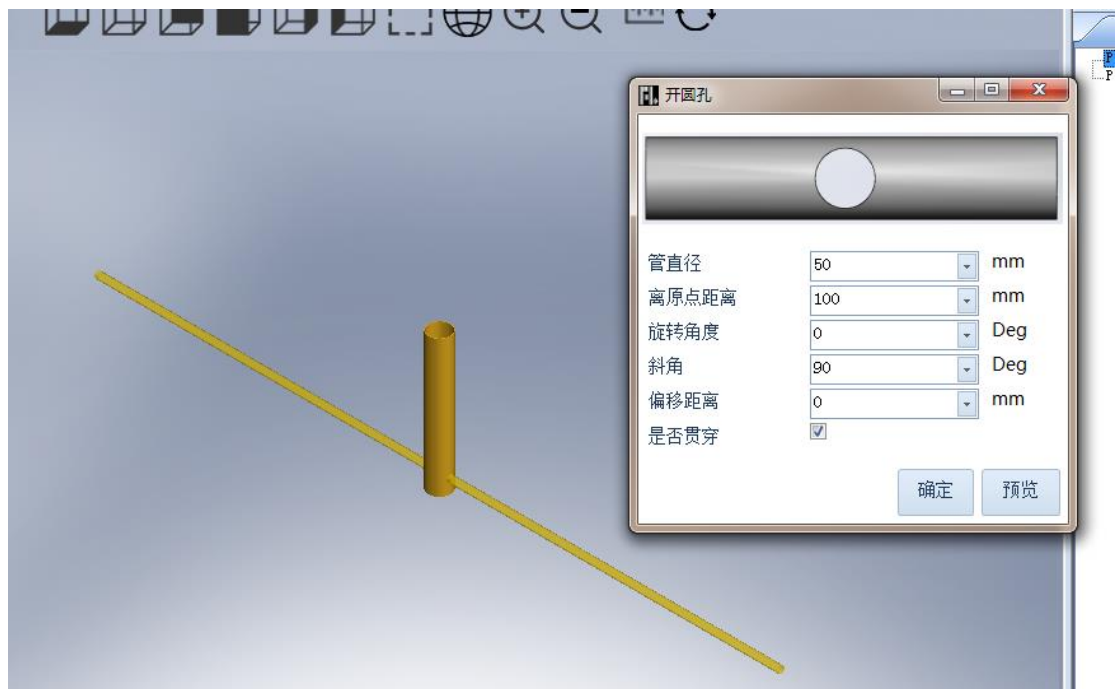 开圆孔
管直径 50 mm
离原点距离 100 mm
旋转角度 0 Deg
斜角 90 Deg
偏移距离 0 mm
是否贯穿
确定 预览
P
P